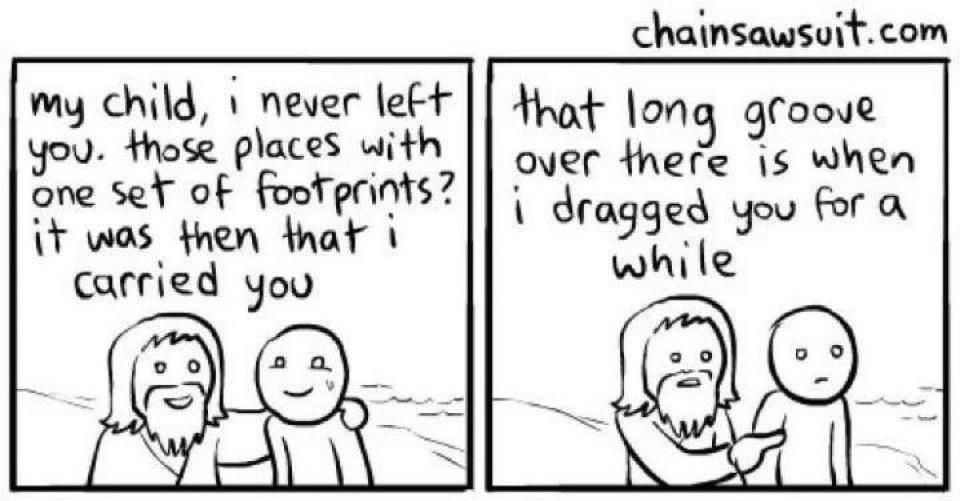 chainsawsuit.com
my child, i never left
you. those places with
one set of footprints?
it was then that i
carried you
that long groove
over there is when
i dragged you for a
while